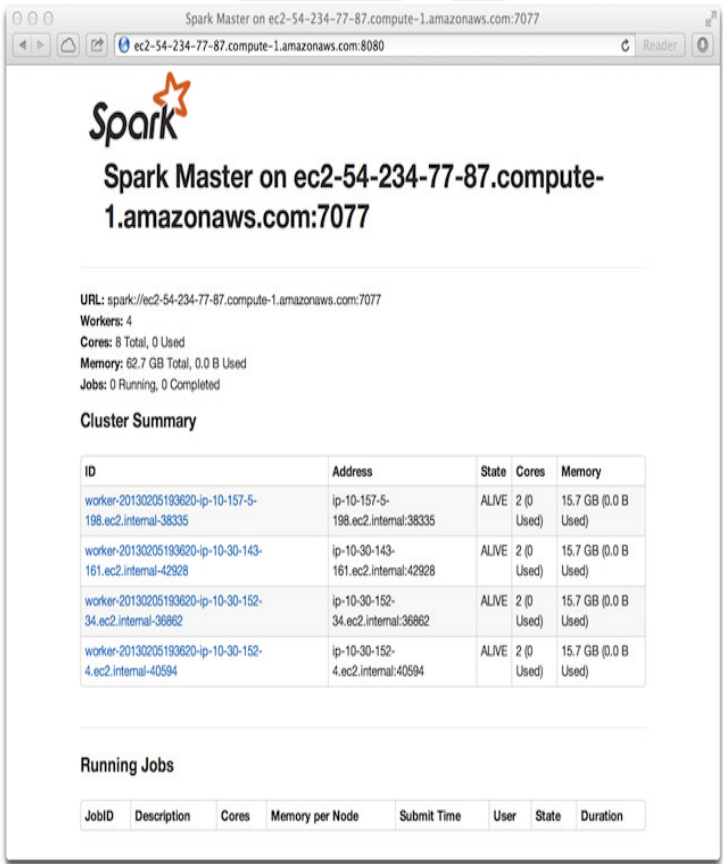 Spark Master on ec2-54-234-77-87.compute-1.amazonaws.com:7077
ec2-54-234-77-87.compute-1.amazonaws.com:8080
Reader
Spark
Spark Master on ec2-54-234-77-87.compute-
1.amazonaws.com:7077
URL: spark://ec2-54-234-77-87.compute-1.amazonaws.com:7077
Workers: 4
Cores: 8 Total, 0 Used
Memory: 62.7 GB Total, 0.0 B Used
Jobs: 0 Running, 0 Completed
Cluster Summary
ID Address State Cores Memory
worker-20130205193620-ip-10-157-5- ip-10-157-5- ALIVE 2 (0 15.7 GB (0.0 B
198.ec2.internal-38335 198.ec2.internal:38335 Used) Used)
worker-20130205193620-ip-10-30-143- ip-10-30-143- ALIVE 2 (0 15.7 GB (0.0 B
161.ec2.internal-42928 161.ec2.internal:42928 Used) Used)
worker-20130205193620-ip-10-30-152- ip-10-30-152- ALIVE 2 (0 15.7 GB (0.0 B
34.ec2.internal-36862 34.ec2.internal:36862 Used) Used)
worker-20130205193620-ip-10-30-152- ip-10-30-152- ALIVE 2 (0 15.7 GB (0.0 B
4.ec2.internal-40594 4.ec2.internal:40594 Used) Used)
Running Jobs
JobID Description Cores Memory per Node Submit Time User State Duration